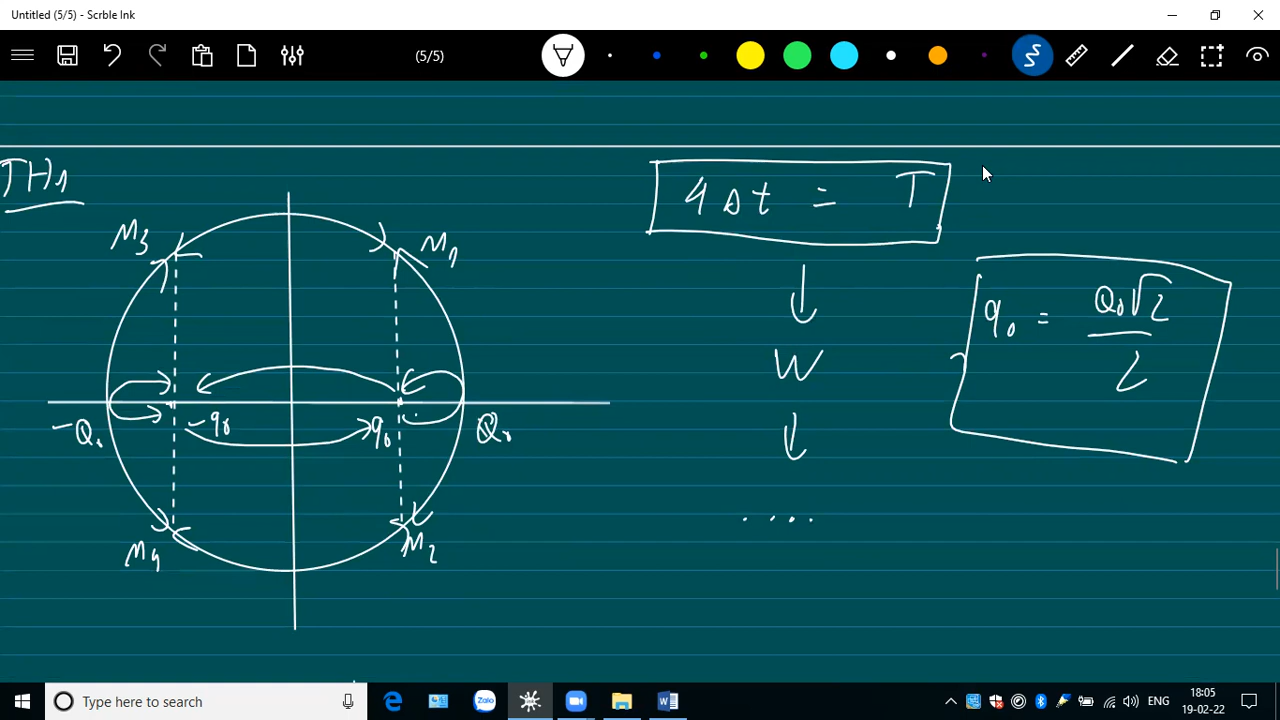 Untitled (5/5) - Scrble Ink
(5/5)
TH1
M3
M1
-Q0
-q0
q0
Q0
M4
M2
4Δt = T
↓
W
↓
....
q0 = Q0√2 / 2
Type here to search
Zalo
ENG
18:05
19-02-22